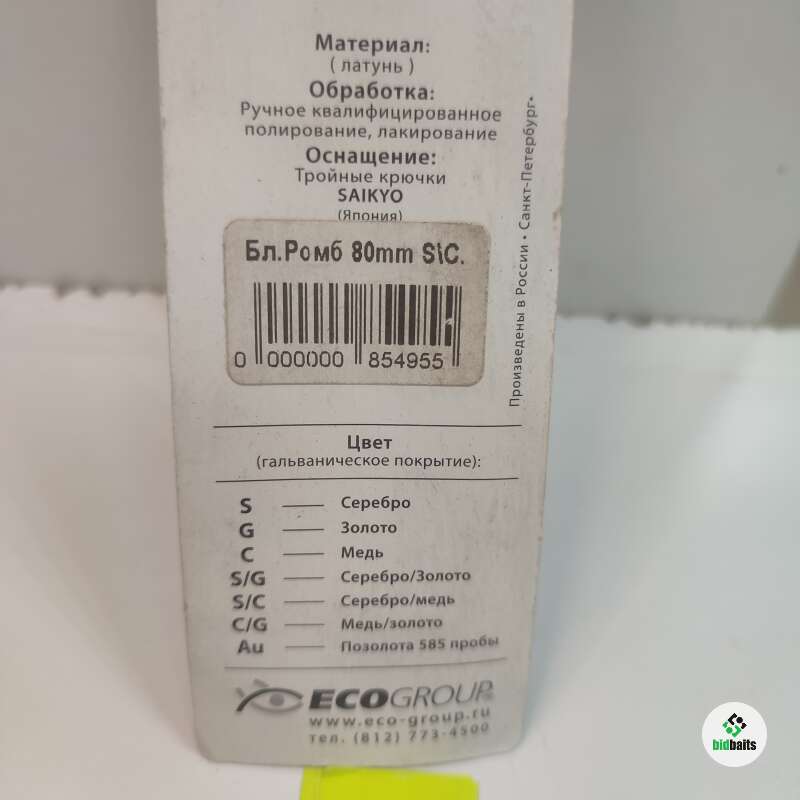 Материал:
( латунь )
Обработка:
Ручное квалифицированное
полирование, лакирование
Оснащение:
Тройные крючки
SAIKYO
(Япония)
Произведены в России • Санкт-Петербург•
Бл.Ромб 80mm S\C.
0 000000 854955
Цвет
(гальваническое покрытие):
S — Серебро
G — Золото
C — Медь
S/G — Серебро/Золото
S/C — Серебро/медь
C/G — Медь/золото
Au — Позолота 585 пробы
ECOGROUP
www.eco-group.ru
тел. (812) 773-4500
bidbaits